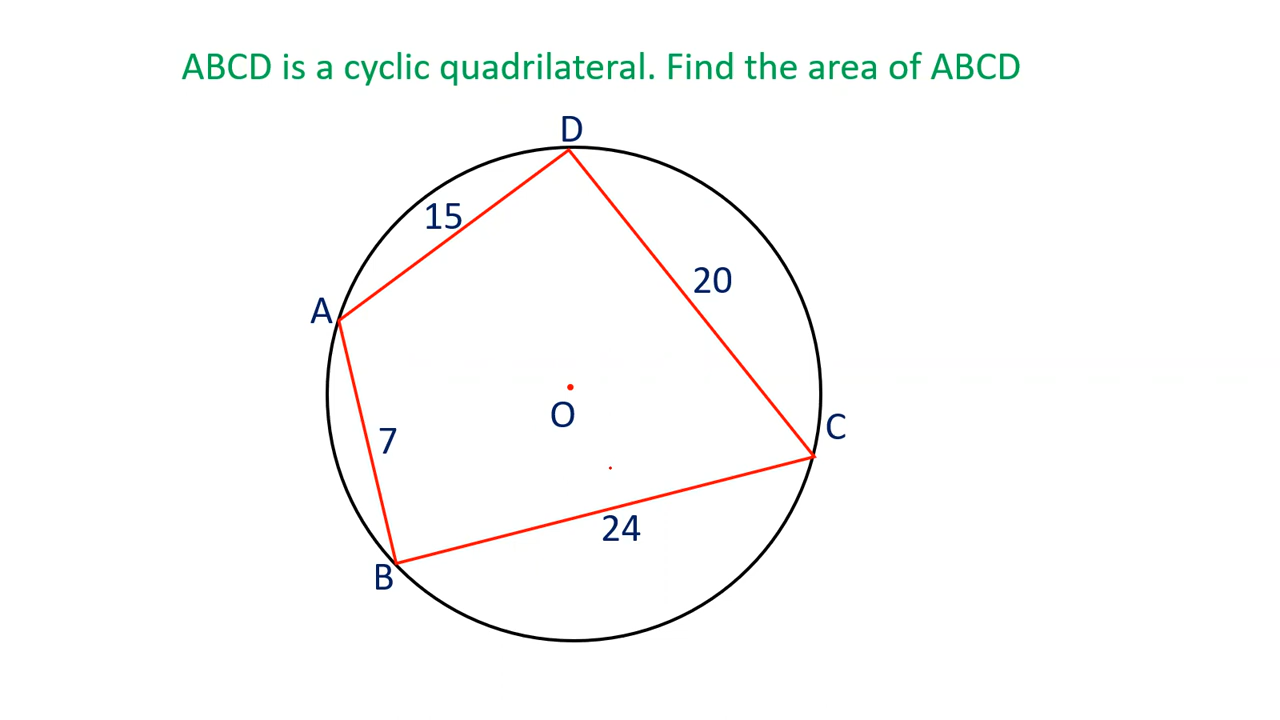 ABCD is a cyclic quadrilateral. Find the area of ABCD
D
15
20
A
C
7
O
24
B